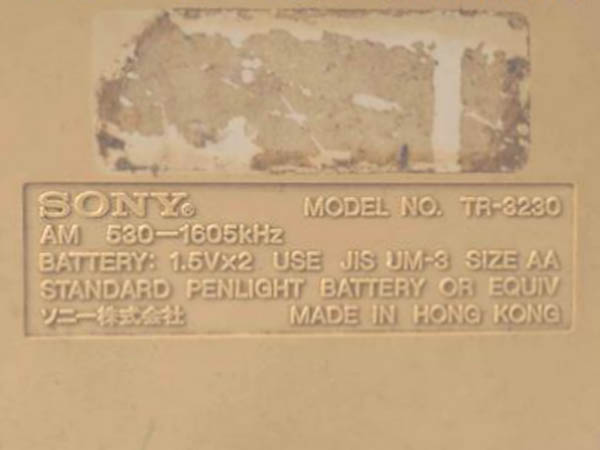 SONY® MODEL NO. TR-3230
AM 530—1605kHz
BATTERY: 1.5V×2 USE JIS UM-3 SIZE AA
STANDARD PENLIGHT BATTERY OR EQUIV
ソニー株式会社 MADE IN HONG KONG